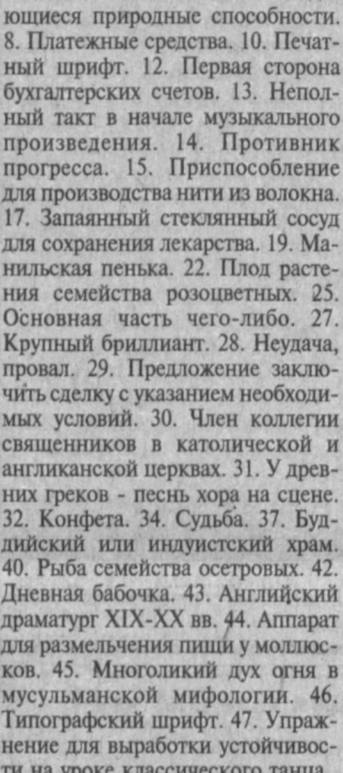 ющиеся природные способности.
8. Платежные средства. 10. Печат-
ный шрифт. 12. Первая сторона
бухгалтерских счетов. 13. Непол-
ный такт в начале музыкального
произведения. 14. Противник
прогресса. 15. Приспособление
для производства нити из волокна.
17. Запаянный стеклянный сосуд
для сохранения лекарства. 19. Ма-
нильская пенька. 22. Плод расте-
ния семейства розоцветных. 25.
Основная часть чего-либо. 27.
Крупный бриллиант. 28. Неудача,
провал. 29. Предложение заклю-
чить сделку с указанием необходи-
мых условий. 30. Член коллегии
священников в католической и
англиканской церквах. 31. У древ-
них греков - песнь хора на сцене.
32. Конфета. 34. Судьба. 37. Буд-
дийский или индуистский храм.
40. Рыба семейства осетровых. 42.
Дневная бабочка. 43. Английский
драматург XIX-XX вв. 44. Аппарат
для размельчения пищи у моллюс-
ков. 45. Многоликий дух огня в
мусульманской мифологии. 46.
Типографский шрифт. 47. Упраж-
нение для выработки устойчивос-
ти на уроке классического танца